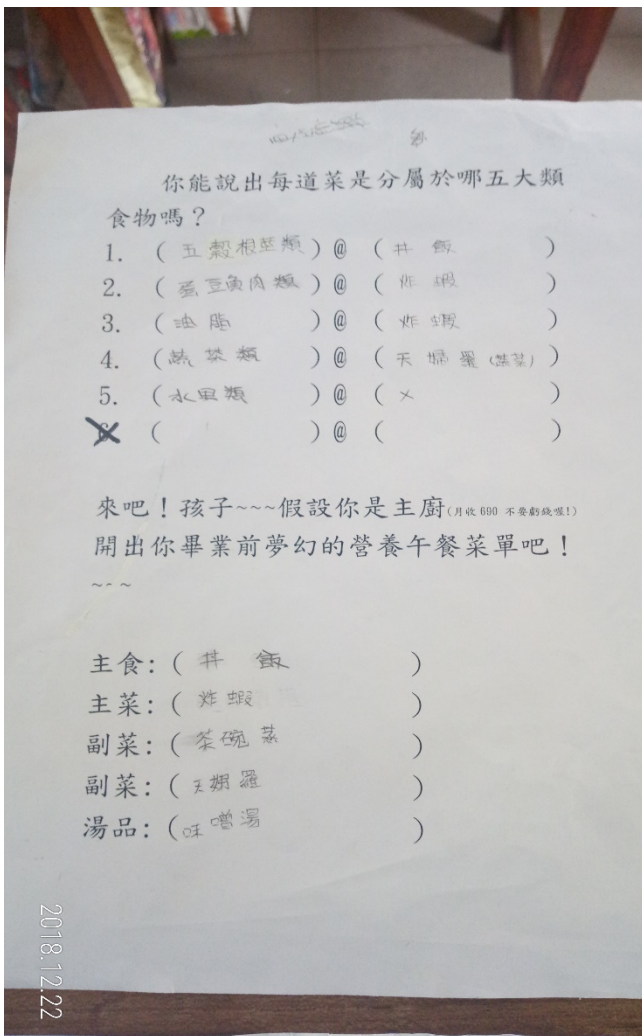 你能說出每道菜是分屬於哪五大類
食物嗎？
1. (五穀根莖類)@(丼飯)
2. (蛋豆魚肉類)@(炸蝦)
3. (油脂)@(炸蝦)
4. (蔬菜類)@(天婦羅(蔬菜))
5. (水果類)@(×)
6. ( )@( )
來吧！孩子~~~假設你是主廚(月收690 不要虧錢喔!)
開出你畢業前夢幻的營養午餐菜單吧！
~~~
主食：(丼飯)
主菜：(炸蝦)
副菜：(茶碗蒸)
副菜：(天婦羅)
湯品：(味噌湯)
2018.12.22